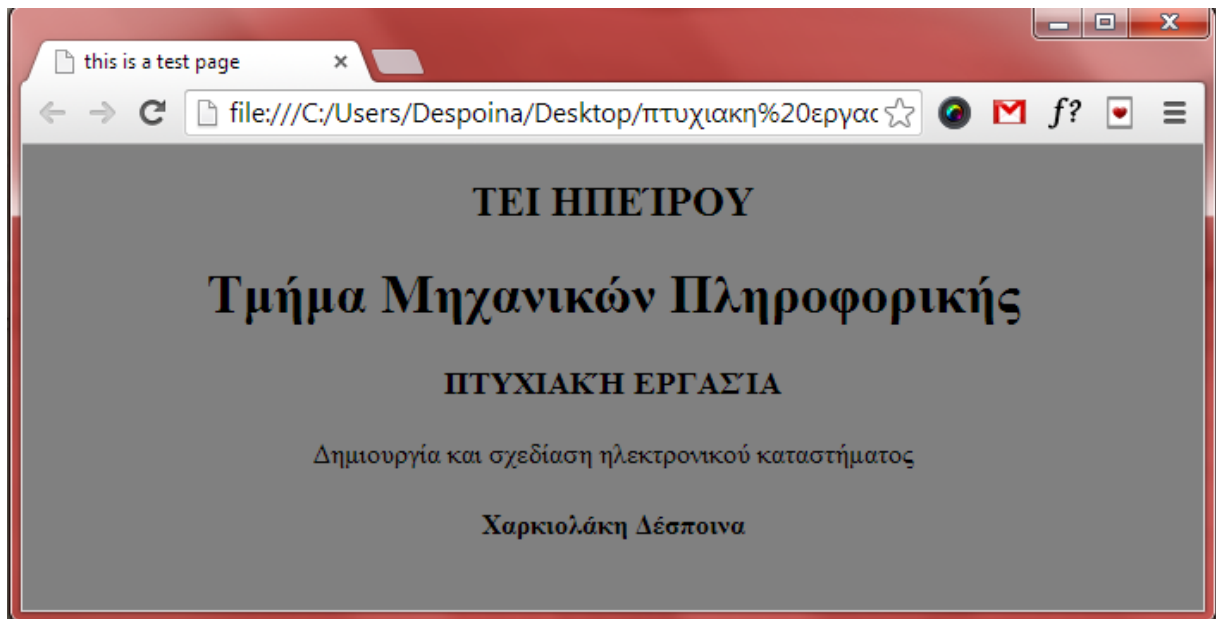 this is a test page
file:///C:/Users/Despoina/Desktop/πτυχιακη%20εργασ
f?
ΤΕΙ ΗΠΕΊΡΟΥ
Τμήμα Μηχανικών Πληροφορικής
ΠΤΥΧΙΑΚΉ ΕΡΓΑΣΊΑ
Δημιουργία και σχεδίαση ηλεκτρονικού καταστήματος
Χαρκιολάκη Δέσποινα